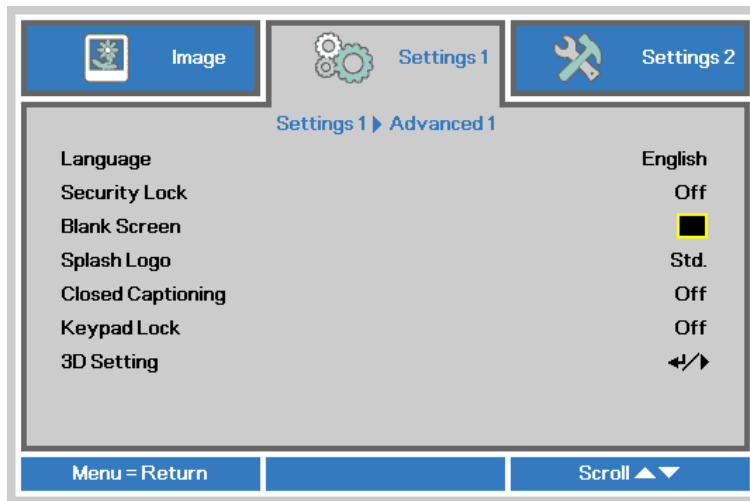 Image
Settings 1
Settings 2
Settings 1 ▶ Advanced 1
Language English
Security Lock Off
Blank Screen
Splash Logo Std.
Closed Captioning Off
Keypad Lock Off
3D Setting ↵/▶
Menu = Return
Scroll ▲▼